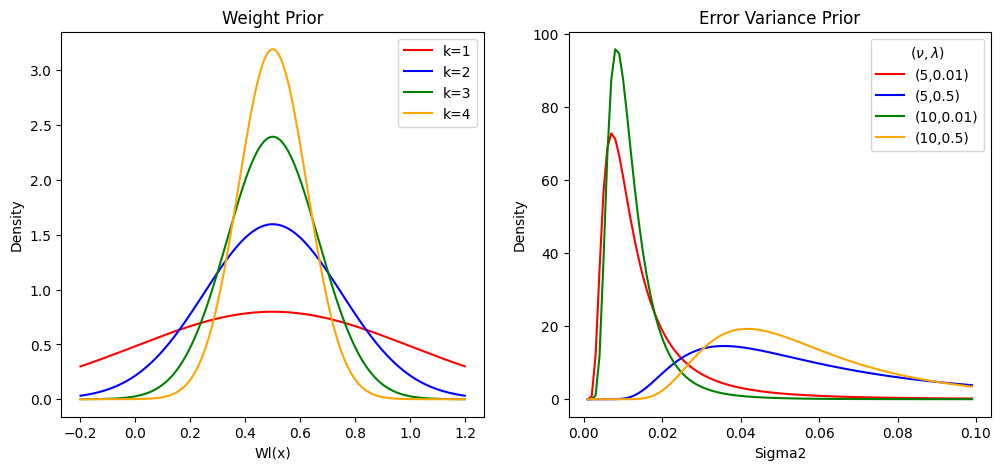 Weight Prior
3.0
2.5
2.0
1.5
1.0
0.5
0.0
Density
−0.2
0.0
0.2
0.4
0.6
0.8
1.0
1.2
Wl(x)
k=1
k=2
k=3
k=4
Error Variance Prior
100
80
60
40
20
0
Density
0.00
0.02
0.04
0.06
0.08
0.10
Sigma2
(ν, λ)
(5,0.01)
(5,0.5)
(10,0.01)
(10,0.5)